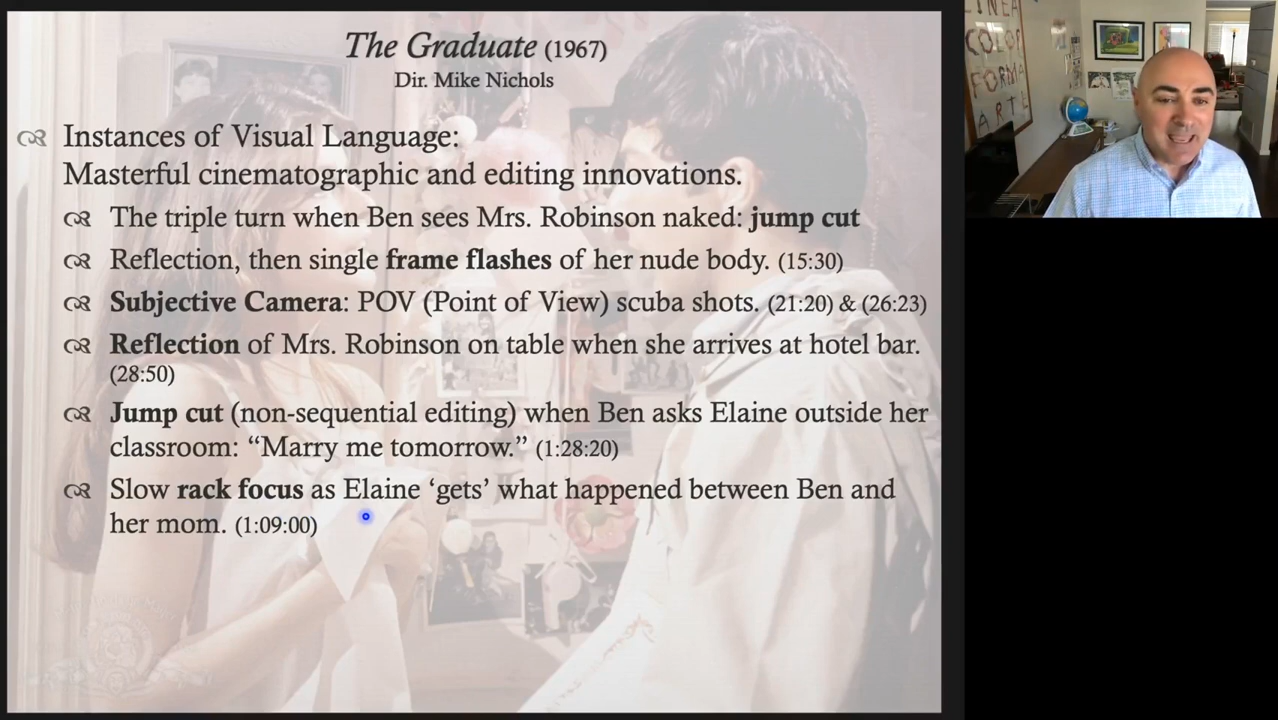 The Graduate (1967)
Dir. Mike Nichols
Instances of Visual Language:
Masterful cinematographic and editing innovations.
The triple turn when Ben sees Mrs. Robinson naked: jump cut
Reflection, then single frame flashes of her nude body. (15:30)
Subjective Camera: POV (Point of View) scuba shots. (21:20) & (26:23)
Reflection of Mrs. Robinson on table when she arrives at hotel bar.
(28:50)
Jump cut (non-sequential editing) when Ben asks Elaine outside her
classroom: “Marry me tomorrow.” (1:28:20)
Slow rack focus as Elaine ‘gets’ what happened between Ben and
her mom. (1:09:00)
LINEA
COLOR
FORMA
ART